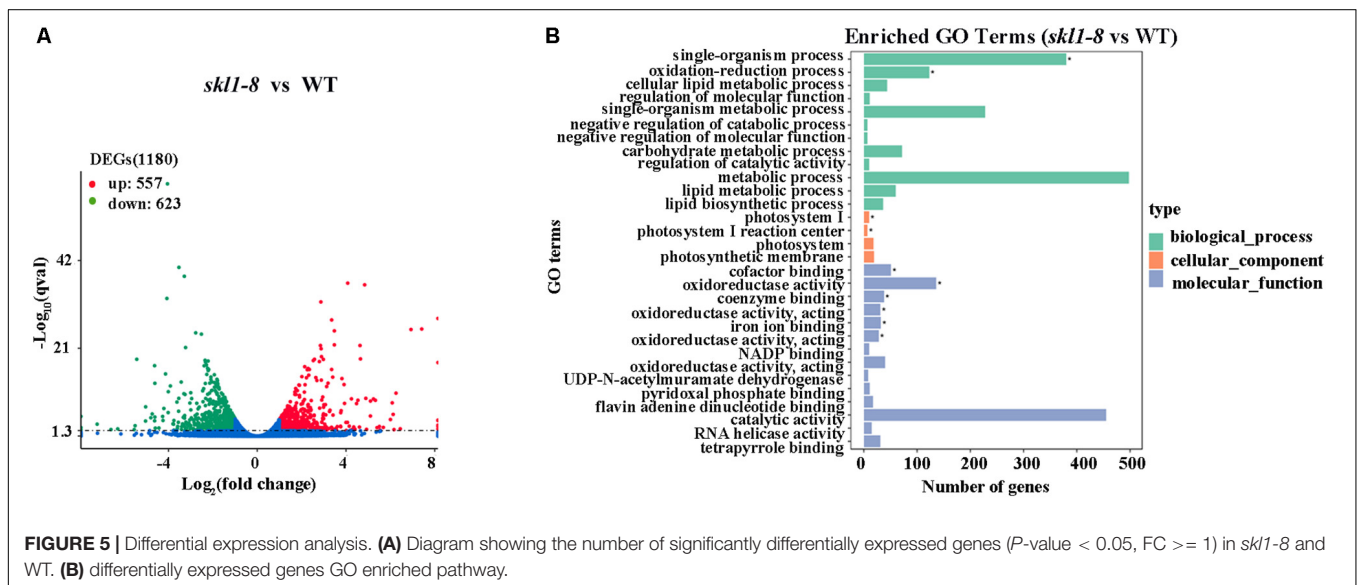 A
skl1-8 vs WT
DEGs(1180)
up: 557
down: 623
42
21
1.3
-Log10(qval)
-4
0
4
8
Log2(fold change)
B
Enriched GO Terms (skl1-8 vs WT)
single-organism process
oxidation-reduction process
cellular lipid metabolic process
regulation of molecular function
single-organism metabolic process
negative regulation of catabolic process
negative regulation of molecular function
carbohydrate metabolic process
regulation of catalytic activity
metabolic process
lipid metabolic process
lipid biosynthetic process
photosystem I
photosystem I reaction center
photosystem
photosynthetic membrane
cofactor binding
oxidoreductase activity
coenzyme binding
oxidoreductase activity, acting
iron ion binding
oxidoreductase activity, acting
NADP binding
oxidoreductase activity, acting
UDP-N-acetylmuramate dehydrogenase
pyridoxal phosphate binding
flavin adenine dinucleotide binding
catalytic activity
RNA helicase activity
tetrapyrrole binding
GO terms
0 100 200 300 400 500
Number of genes
type
biological_process
cellular_component
molecular_function
FIGURE 5 | Differential expression analysis. (A) Diagram showing the number of significantly differentially expressed genes (P-value < 0.05, FC >= 1) in skl1-8 and
WT. (B) differentially expressed genes GO enriched pathway.